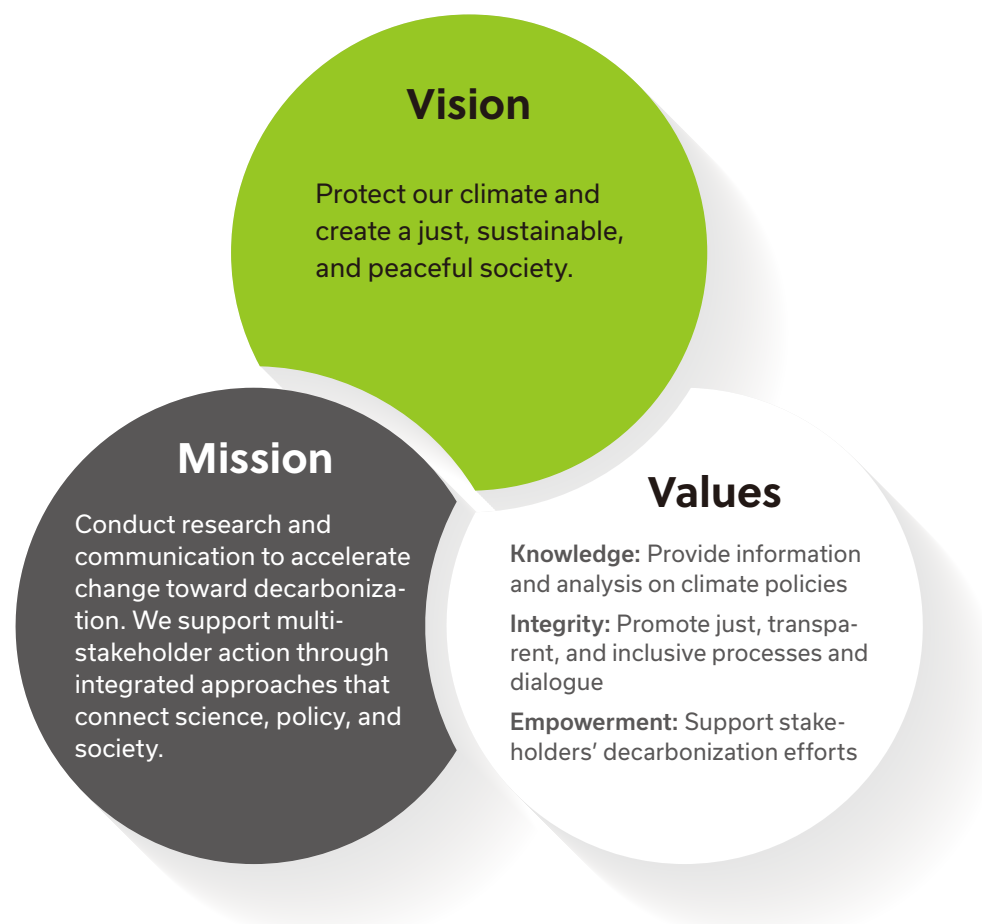 Vision
Protect our climate and
create a just, sustainable,
and peaceful society.
Mission
Conduct research and
communication to accelerate
change toward decarboniza-
tion. We support multi-
stakeholder action through
integrated approaches that
connect science, policy, and
society.
Values
Knowledge: Provide information
and analysis on climate policies
Integrity: Promote just, transpa-
rent, and inclusive processes and
dialogue
Empowerment: Support stake-
holders’ decarbonization efforts